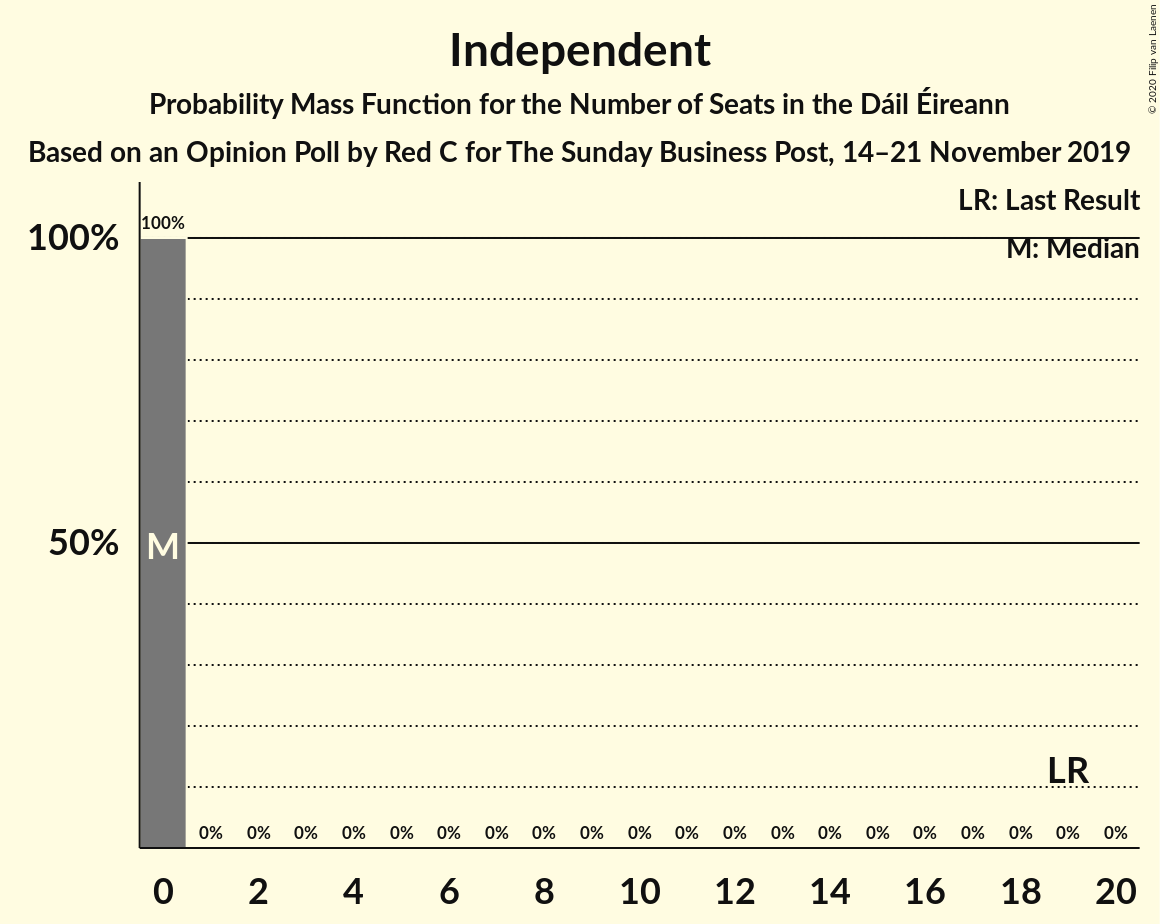 Independent
Probability Mass Function for the Number of Seats in the Dáil Éireann
Based on an Opinion Poll by Red C for The Sunday Business Post, 14–21 November 2019
© 2020 Filip van Laenen
LR: Last Result
M: Median
100%
100%
50%
M
LR
0% 0% 0% 0% 0% 0% 0% 0% 0% 0% 0% 0% 0% 0% 0% 0% 0% 0% 0% 0%
0 2 4 6 8 10 12 14 16 18 20